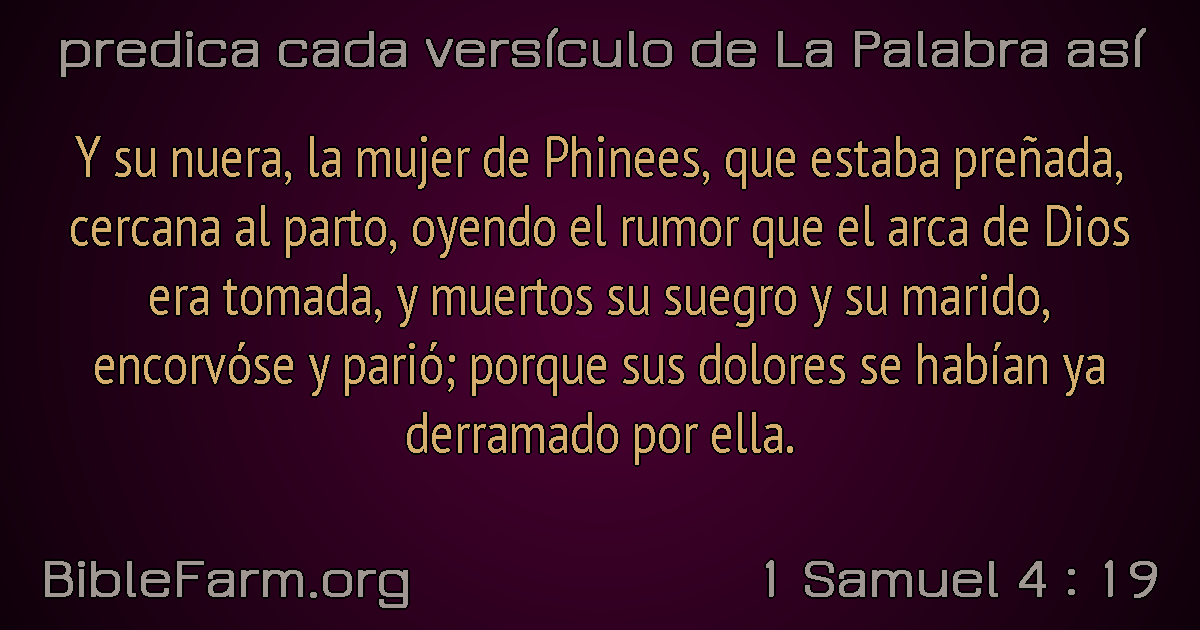 predica cada versículo de La Palabra así
Y su nuera, la mujer de Phinees, que estaba preñada,
cercana al parto, oyendo el rumor que el arca de Dios
era tomada, y muertos su suegro y su marido,
encorvóse y parió; porque sus dolores se habían ya
derramado por ella.
BibleFarm.org
1 Samuel 4 : 19